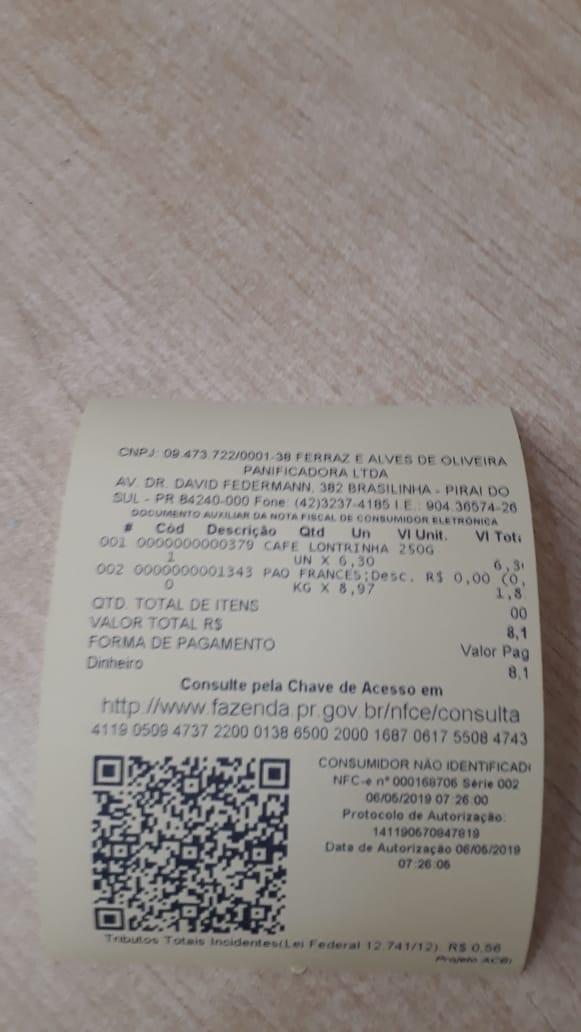 CNPJ: 09.473.722/0001-38 FERRAZ E ALVES DE OLIVEIRA
PANIFICADORA LTDA
AV. DR. DAVID FEDERMANN, 382 BRASILINHA - PIRAI DO
SUL - PR 84240-000 Fone: (42)3237-4185 I.E.: 904.36574-26
DOCUMENTO AUXILIAR DA NOTA FISCAL DE CONSUMIDOR ELETRÔNICA
# Cód Descrição Qtd Un Vl Unit. Vl Tot
001 0000000000379 CAFE LONTRINHA 250G
1 UN X 6,30 6,3
002 0000000001343 PAO FRANCES;Desc. R$ 0,00 (0,
0 KG X 8,97 1,8
QTD. TOTAL DE ITENS 00
VALOR TOTAL R$ 8,1
FORMA DE PAGAMENTO Valor Pag
Dinheiro 8,1
Consulte pela Chave de Acesso em
http://www.fazenda.pr.gov.br/nfce/consulta
4119 0509 4737 2200 0138 6500 2000 1687 0617 5508 4743
CONSUMIDOR NÃO IDENTIFICAD
NFC-e nº 000168706 Série 002
06/05/2019 07:26:00
Protocolo de Autorização:
141190670847819
Data de Autorização 06/05/2019
07:26:06
Tributos Totais Incidentes(Lei Federal 12.741/12) R$ 0,56
Projeto ACBr